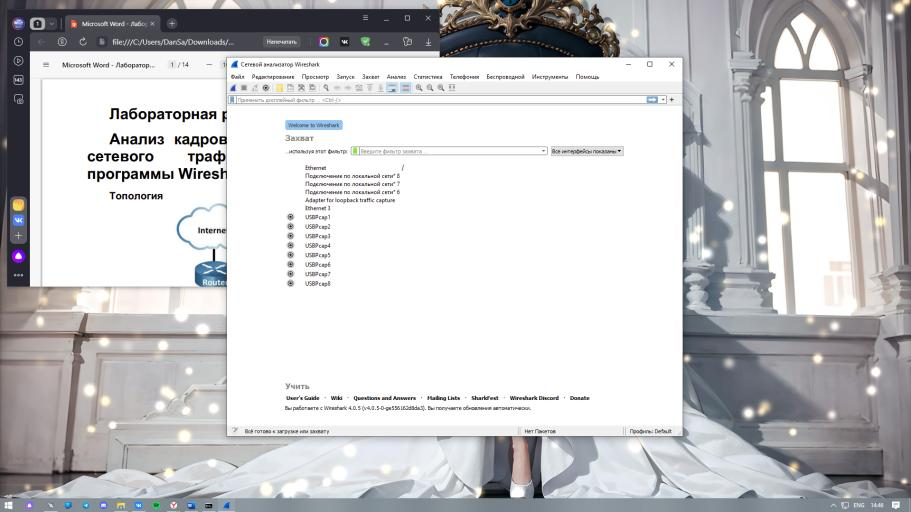 1
Microsoft Word - Лабо
file:///C:/Users/DanSa/Downloads/...
Напечатать
Microsoft Word - Лаборатор...
1 / 14
143
Лабораторная р
Анализ кадров
сетевого траф
программы Wiresh
Топология
Interne
Router
Сетевой анализатор Wireshark
Файл Редактирование Просмотр Запуск Захват Анализ Статистика Телефония Беспроводной Инструменты Помощь
Применить дисплейный фильтр ... <Ctrl-/>
Welcome to Wireshark
Захват
...используя этот фильтр: Введите фильтр захвата ... Все интерфейсы показаны
Ethernet
Подключение по локальной сети* 8
Подключение по локальной сети* 7
Подключение по локальной сети* 6
Adapter for loopback traffic capture
Ethernet 3
USBPcap1
USBPcap2
USBPcap3
USBPcap4
USBPcap5
USBPcap6
USBPcap7
USBPcap8
Учить
User's Guide · Wiki · Questions and Answers · Mailing Lists · SharkFest · Wireshark Discord · Donate
Вы работаете с Wireshark 4.0.5 (v4.0.5-0-ge556162d8da3). Вы получаете обновления автоматически.
Всё готово к загрузке или захвату
Нет Пакетов
Профиль: Default
ENG 14:46